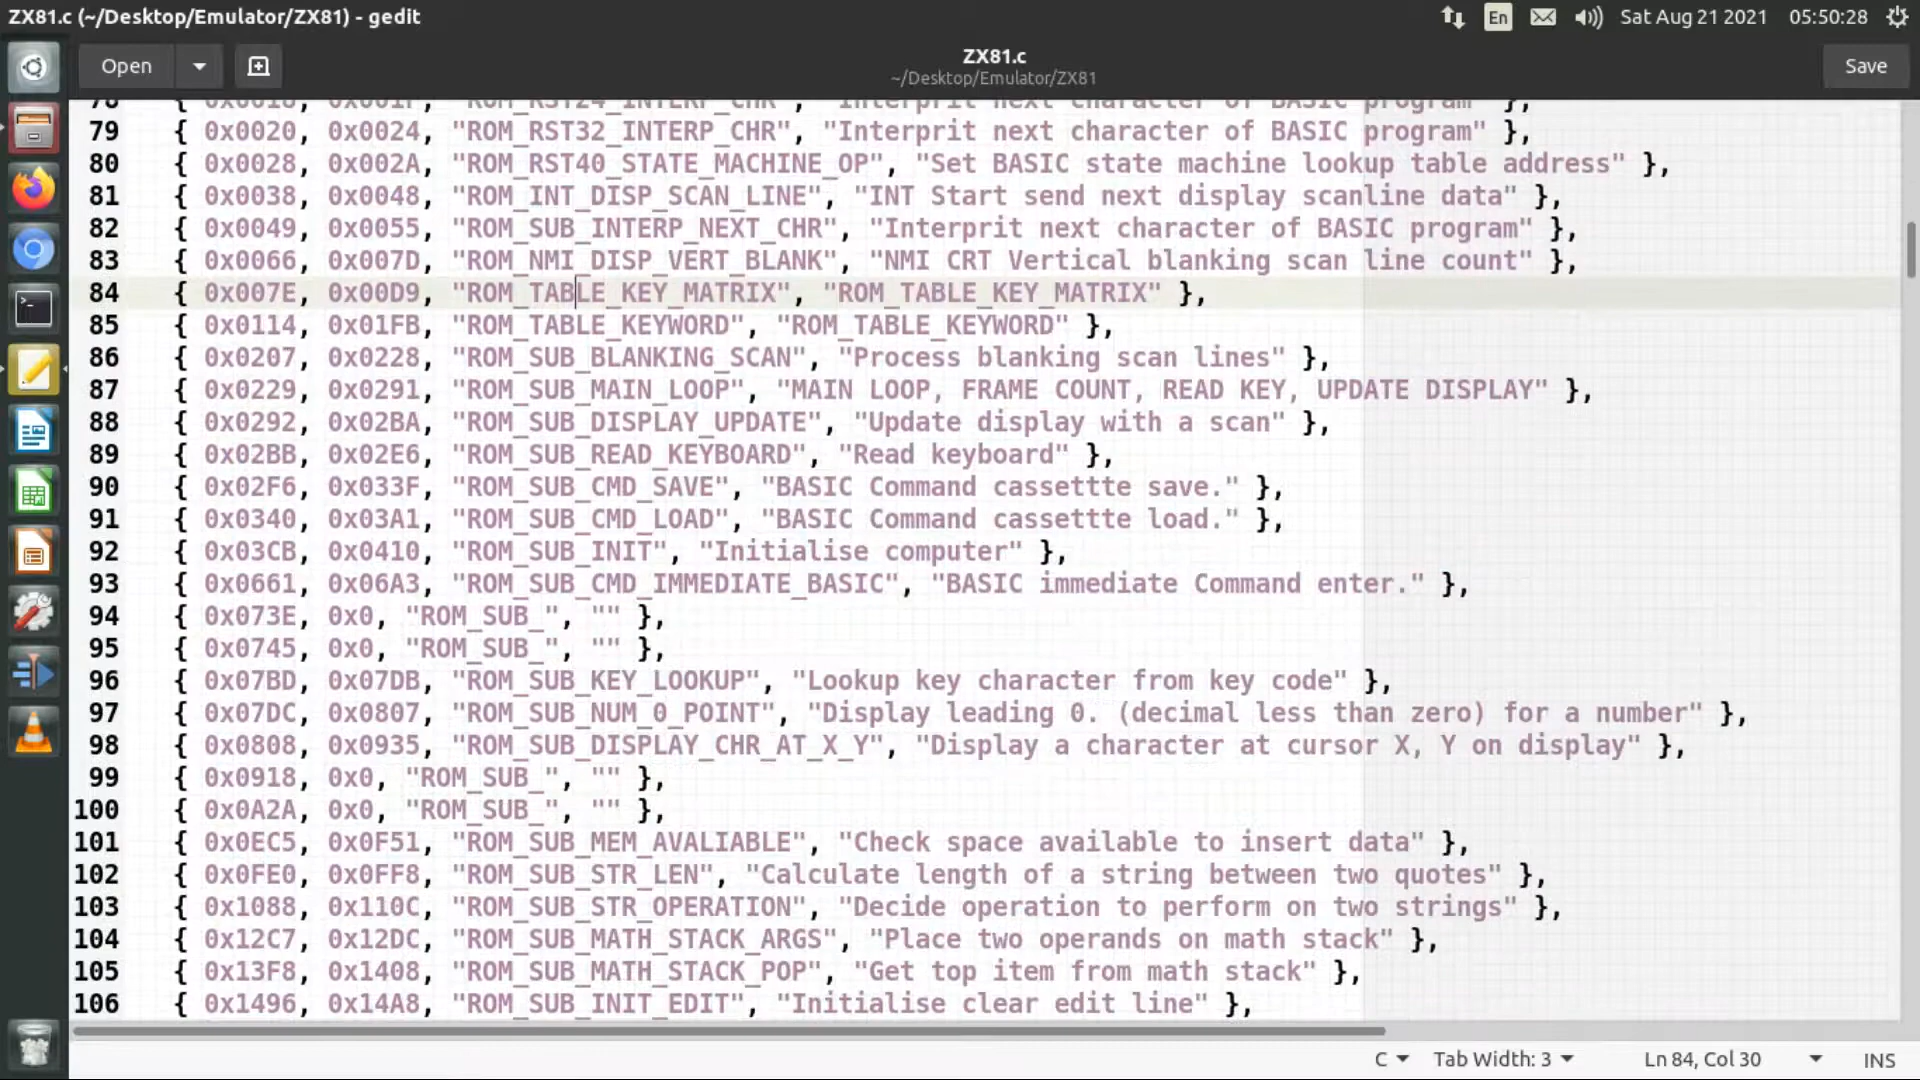 ZX81.c (~/Desktop/Emulator/ZX81) - gedit
En Sat Aug 21 2021 05:50:28
Open ZX81.c Save
~/Desktop/Emulator/ZX81
78 { 0x0018, 0x001F, "ROM_RST24_INTERP_CHR", "Interprit next character of BASIC program" },
79 { 0x0020, 0x0024, "ROM_RST32_INTERP_CHR", "Interprit next character of BASIC program" },
80 { 0x0028, 0x002A, "ROM_RST40_STATE_MACHINE_OP", "Set BASIC state machine lookup table address" },
81 { 0x0038, 0x0048, "ROM_INT_DISP_SCAN_LINE", "INT Start send next display scanline data" },
82 { 0x0049, 0x0055, "ROM_SUB_INTERP_NEXT_CHR", "Interprit next character of BASIC program" },
83 { 0x0066, 0x007D, "ROM_NMI_DISP_VERT_BLANK", "NMI CRT Vertical blanking scan line count" },
84 { 0x007E, 0x00D9, "ROM_TABLE_KEY_MATRIX", "ROM_TABLE_KEY_MATRIX" },
85 { 0x0114, 0x01FB, "ROM_TABLE_KEYWORD", "ROM_TABLE_KEYWORD" },
86 { 0x0207, 0x0228, "ROM_SUB_BLANKING_SCAN", "Process blanking scan lines" },
87 { 0x0229, 0x0291, "ROM_SUB_MAIN_LOOP", "MAIN LOOP, FRAME COUNT, READ KEY, UPDATE DISPLAY" },
88 { 0x0292, 0x02BA, "ROM_SUB_DISPLAY_UPDATE", "Update display with a scan" },
89 { 0x02BB, 0x02E6, "ROM_SUB_READ_KEYBOARD", "Read keyboard" },
90 { 0x02F6, 0x033F, "ROM_SUB_CMD_SAVE", "BASIC Command cassettte save." },
91 { 0x0340, 0x03A1, "ROM_SUB_CMD_LOAD", "BASIC Command cassettte load." },
92 { 0x03CB, 0x0410, "ROM_SUB_INIT", "Initialise computer" },
93 { 0x0661, 0x06A3, "ROM_SUB_CMD_IMMEDIATE_BASIC", "BASIC immediate Command enter." },
94 { 0x073E, 0x0, "ROM_SUB_", "" },
95 { 0x0745, 0x0, "ROM_SUB_", "" },
96 { 0x07BD, 0x07DB, "ROM_SUB_KEY_LOOKUP", "Lookup key character from key code" },
97 { 0x07DC, 0x0807, "ROM_SUB_NUM_0_POINT", "Display leading 0. (decimal less than zero) for a number" },
98 { 0x0808, 0x0935, "ROM_SUB_DISPLAY_CHR_AT_X_Y", "Display a character at cursor X, Y on display" },
99 { 0x0918, 0x0, "ROM_SUB_", "" },
100 { 0x0A2A, 0x0, "ROM_SUB_", "" },
101 { 0x0EC5, 0x0F51, "ROM_SUB_MEM_AVALIABLE", "Check space available to insert data" },
102 { 0x0FE0, 0x0FF8, "ROM_SUB_STR_LEN", "Calculate length of a string between two quotes" },
103 { 0x1088, 0x110C, "ROM_SUB_STR_OPERATION", "Decide operation to perform on two strings" },
104 { 0x12C7, 0x12DC, "ROM_SUB_MATH_STACK_ARGS", "Place two operands on math stack" },
105 { 0x13F8, 0x1408, "ROM_SUB_MATH_STACK_POP", "Get top item from math stack" },
106 { 0x1496, 0x14A8, "ROM_SUB_INIT_EDIT", "Initialise clear edit line" },
C Tab Width: 3 Ln 84, Col 30 INS